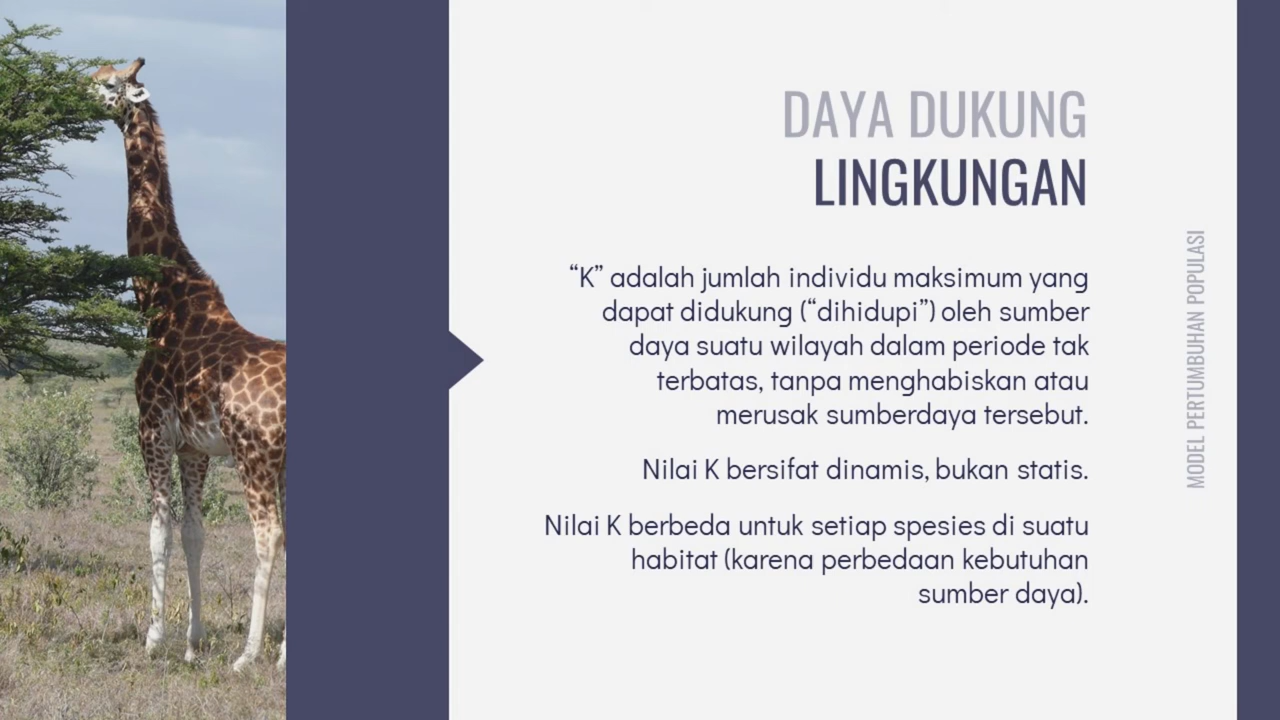 DAYA DUKUNG
LINGKUNGAN
“K” adalah jumlah individu maksimum yang
dapat didukung (“dihidupi”) oleh sumber
daya suatu wilayah dalam periode tak
terbatas, tanpa menghabiskan atau
merusak sumberdaya tersebut.
Nilai K bersifat dinamis, bukan statis.
Nilai K berbeda untuk setiap spesies di suatu
habitat (karena perbedaan kebutuhan
sumber daya).
MODEL PERTUMBUHAN POPULASI